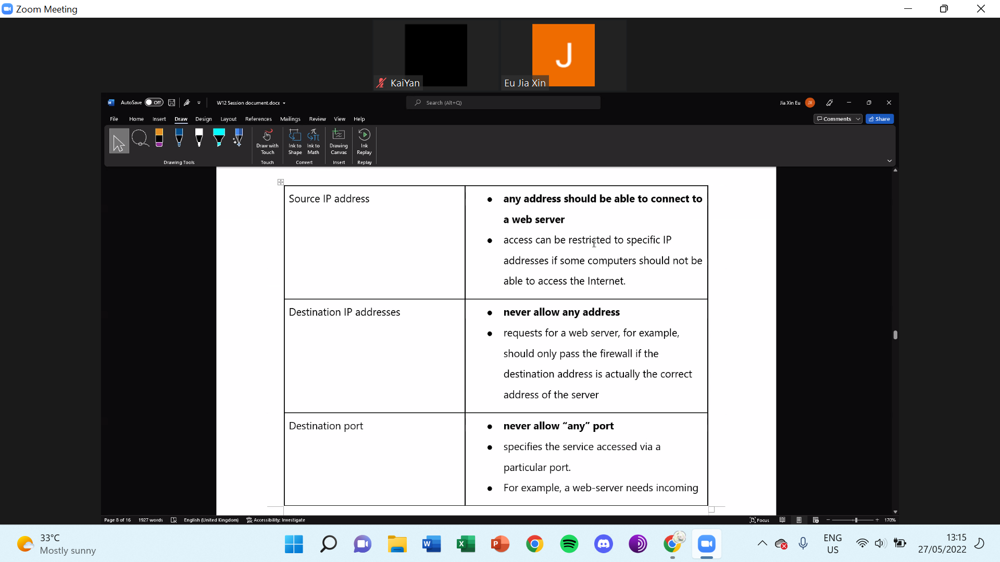 Zoom Meeting
J
KaiYan
Eu Jia Xin
AutoSave Off
W12 Session document.docx
Search (Alt+Q)
Jia Xin Eu
JX
File Home Insert Draw Design Layout References Mailings Review View Help
Comments
Share
Draw with Touch
Ink to Shape
Ink to Math
Drawing Canvas
Ink Replay
Drawing Tools
Touch
Convert
Insert
Replay
Source IP address
any address should be able to connect to
a web server
access can be restricted to specific IP
addresses if some computers should not be
able to access the Internet.
Destination IP addresses
never allow any address
requests for a web server, for example,
should only pass the firewall if the
destination address is actually the correct
address of the server
Destination port
never allow “any” port
specifies the service accessed via a
particular port.
For example, a web-server needs incoming
Page 8 of 16 1927 words English (United Kingdom) Accessibility: Investigate
Focus
170%
33°C
Mostly sunny
ENG
US
13:15
27/05/2022